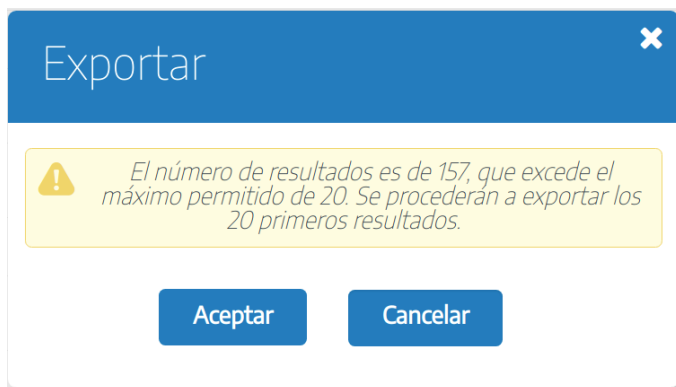 Exportar
El número de resultados es de 157, que excede el
máximo permitido de 20. Se procederán a exportar los
20 primeros resultados.
Aceptar
Cancelar